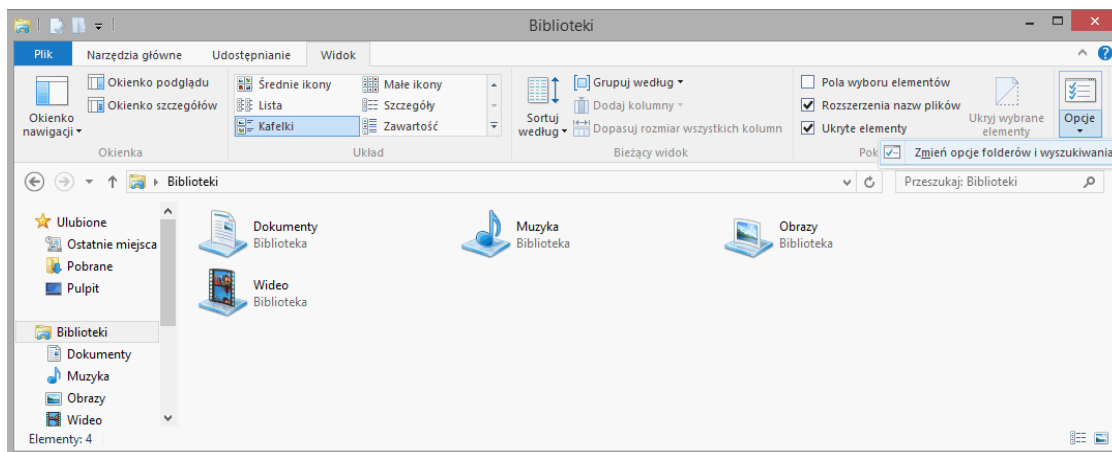 Biblioteki
Plik Narzędzia główne Udostępnianie Widok
Okienko nawigacji
Okienko podglądu
Okienko szczegółów
Okienka
Średnie ikony Małe ikony
Lista Szczegóły
Kafelki Zawartość
Układ
Sortuj według
Grupuj według
Dodaj kolumny
Dopasuj rozmiar wszystkich kolumn
Bieżący widok
Pola wyboru elementów
Rozszerzenia nazw plików
Ukryte elementy
Ukryj wybrane elementy
Pok
Opcje
Zmień opcje folderów i wyszukiwania
Biblioteki
Przeszukaj: Biblioteki
Ulubione
Ostatnie miejsca
Pobrane
Pulpit
Biblioteki
Dokumenty
Muzyka
Obrazy
Wideo
Dokumenty
Biblioteka
Muzyka
Biblioteka
Obrazy
Biblioteka
Wideo
Biblioteka
Elementy: 4